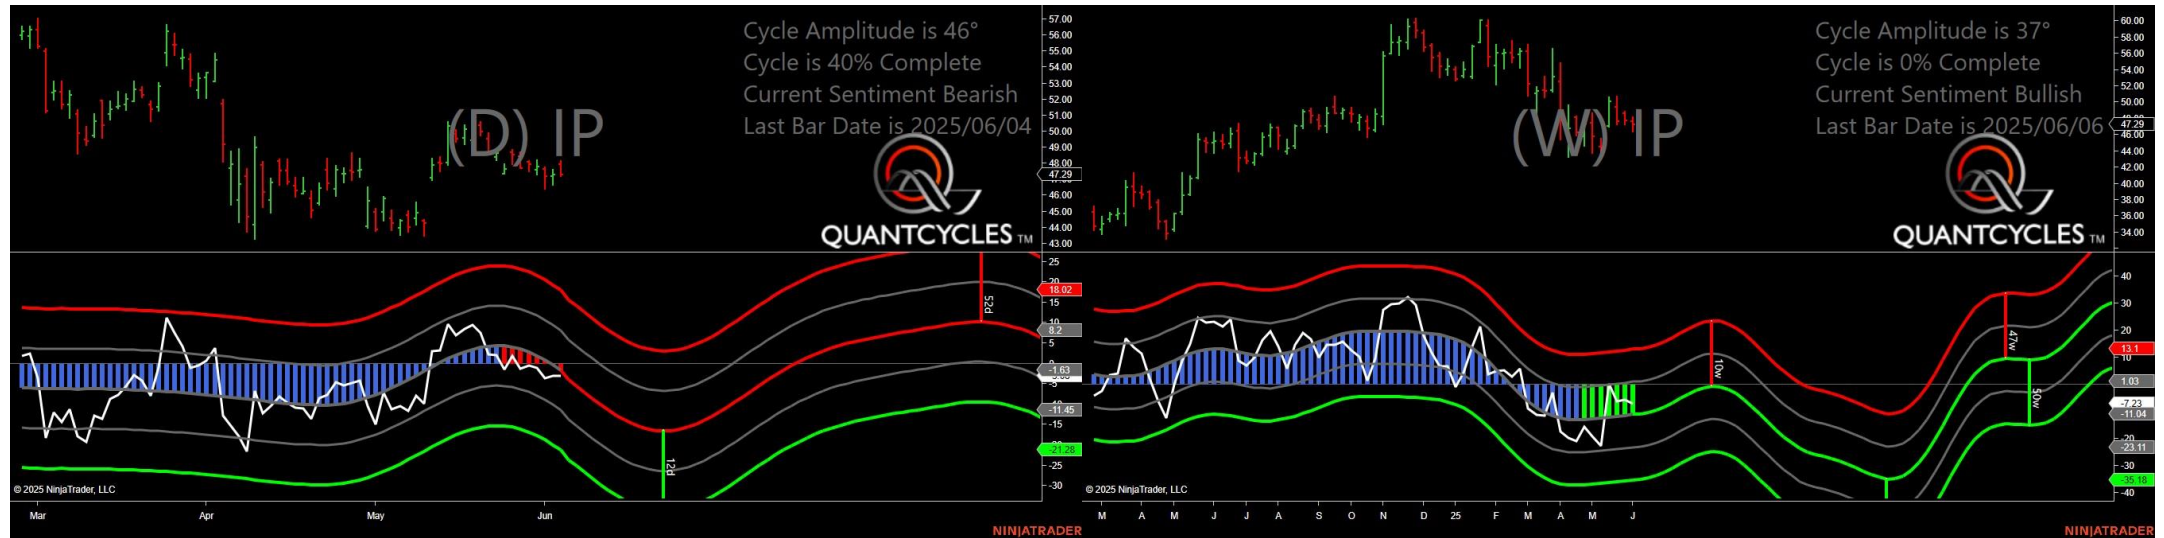 Cycle Amplitude is 46°
Cycle is 40% Complete
Current Sentiment Bearish
Last Bar Date is 2025/06/04
(D) IP
QUANTCYCLES TM
57.00
56.00
55.00
54.00
53.00
52.00
51.00
50.00
49.00
48.00
47.29
46.00
45.00
44.00
43.00
25
20
18.02
15
10
8.2
5
0
-1.63
-5
-11.45
-15
-21.28
-25
-30
52d
12d
© 2025 NinjaTrader, LLC
Mar Apr May Jun
NINJATRADER
Cycle Amplitude is 37°
Cycle is 0% Complete
Current Sentiment Bullish
Last Bar Date is 2025/06/06
(W) IP
QUANTCYCLES TM
60.00
58.00
56.00
54.00
52.00
50.00
47.29
46.00
44.00
42.00
40.00
38.00
36.00
34.00
40
30
20
13.1
10
1.03
-7.23
-11.04
-20
-23.11
-30
-35.18
-40
10w
47w
50w
© 2025 NinjaTrader, LLC
M A M J J A S O N D 25 F M A M J
NINJATRADER